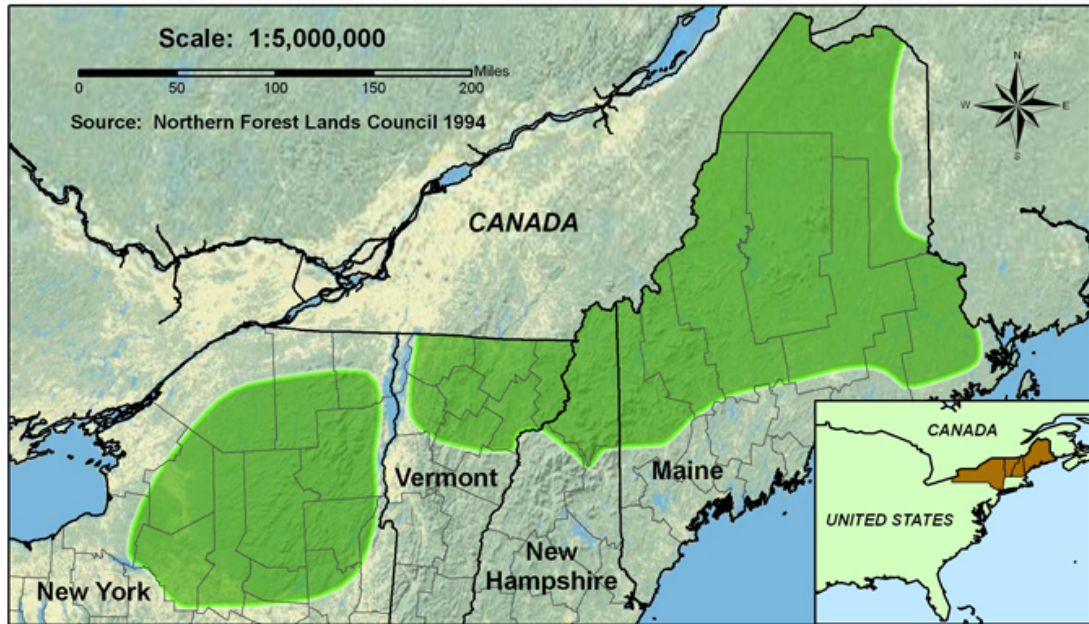 Scale: 1:5,000,000
Miles
0 50 100 150 200
Source: Northern Forest Lands Council 1994
N
W E
S
CANADA
Vermont
Maine
New
Hampshire
New York
CANADA
UNITED STATES